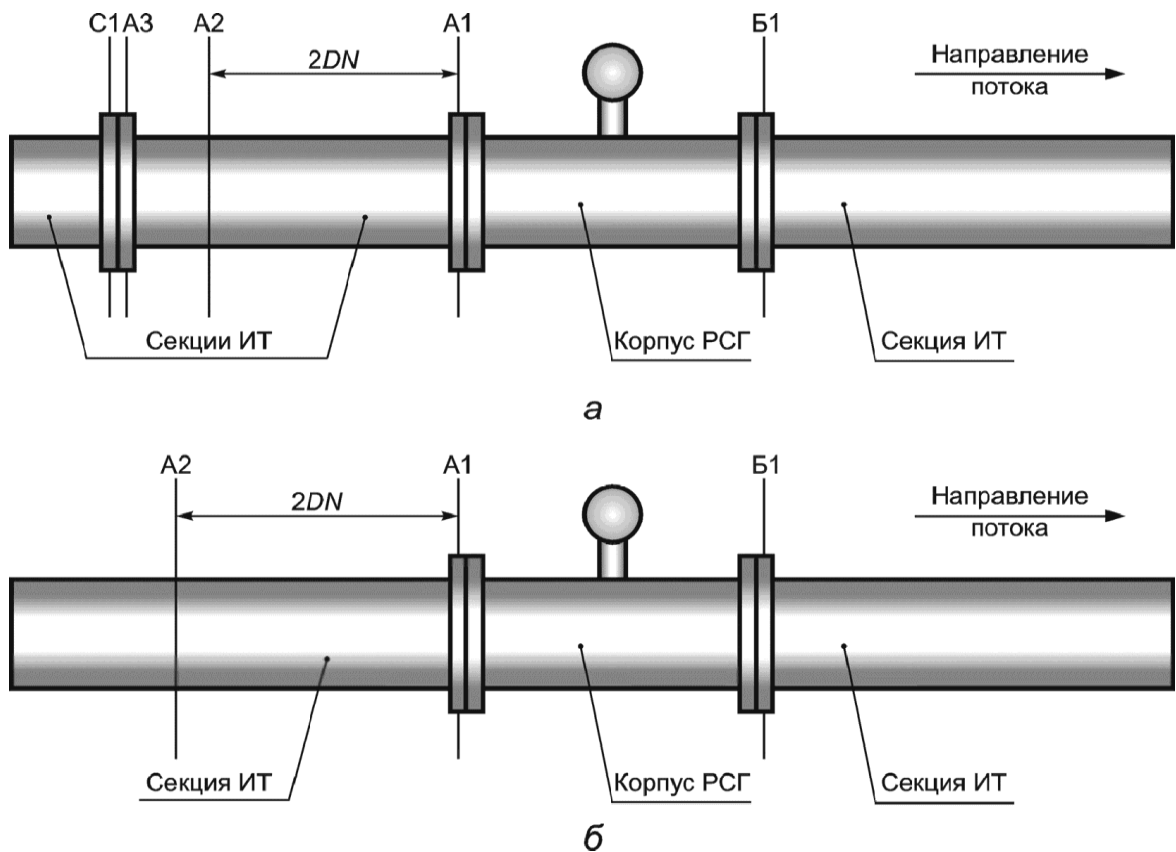 С1 А3 А2 А1 Б1
2DN
Направление
потока
Секции ИТ Корпус РСГ Секция ИТ
а
А2 А1 Б1
2DN
Направление
потока
Секция ИТ Корпус РСГ Секция ИТ
б